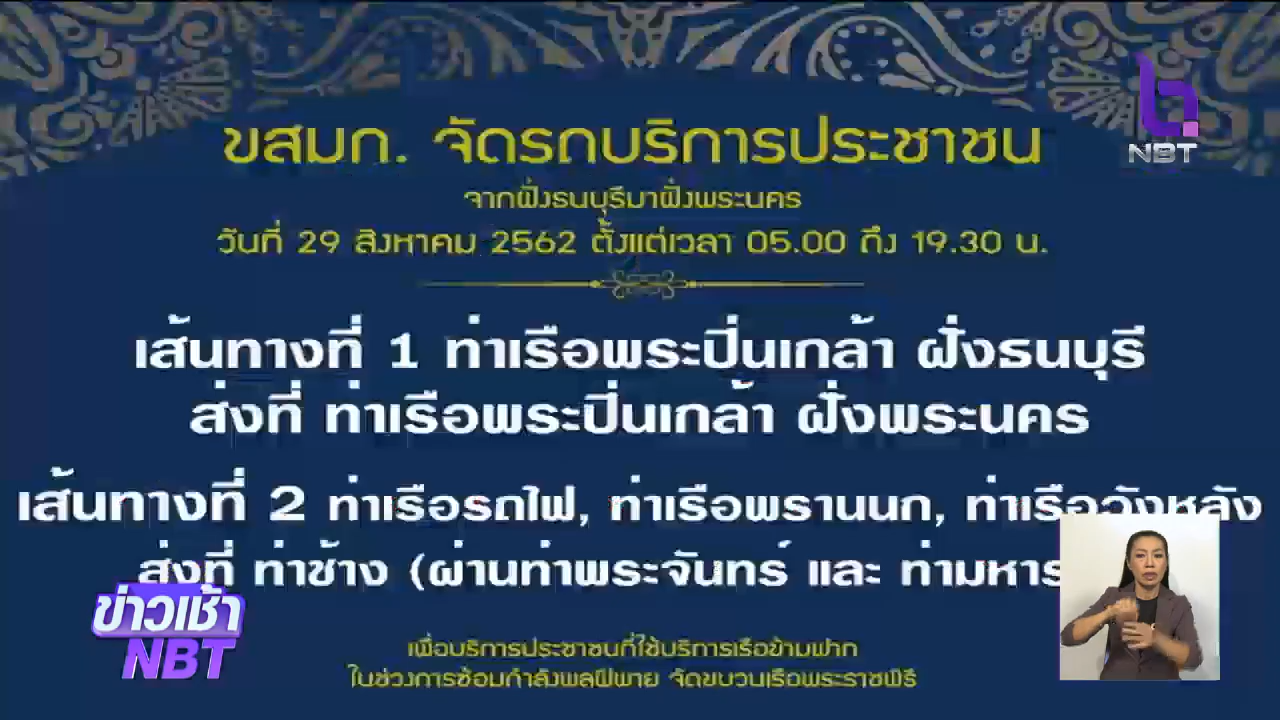 ขสมก. จัดรถบริการประชาชน
NBT
จากฝั่งธนบุรีมาฝั่งพระนคร
วันที่ 29 สิงหาคม 2562 ตั้งแต่เวลา 05.00 ถึง 19.30 น.
เส้นทางที่ 1 ท่าเรือพระปิ่นเกล้า ฝั่งธนบุรี
ส่งที่ ท่าเรือพระปิ่นเกล้า ฝั่งพระนคร
เส้นทางที่ 2 ท่าเรือรถไฟ, ท่าเรือพรานนก, ท่าเรือวังหลัง
ส่งที่ ท่าช้าง (ผ่านท่าพระจันทร์ และ
ข่าวเช้า
NBT
เพื่อบริการประชาชนที่ใช้บริการเรือข้ามฟาก
ในช่วงการซ้อมกำลังพลฝีพาย จัดขบวนเรือพระราชพิธี